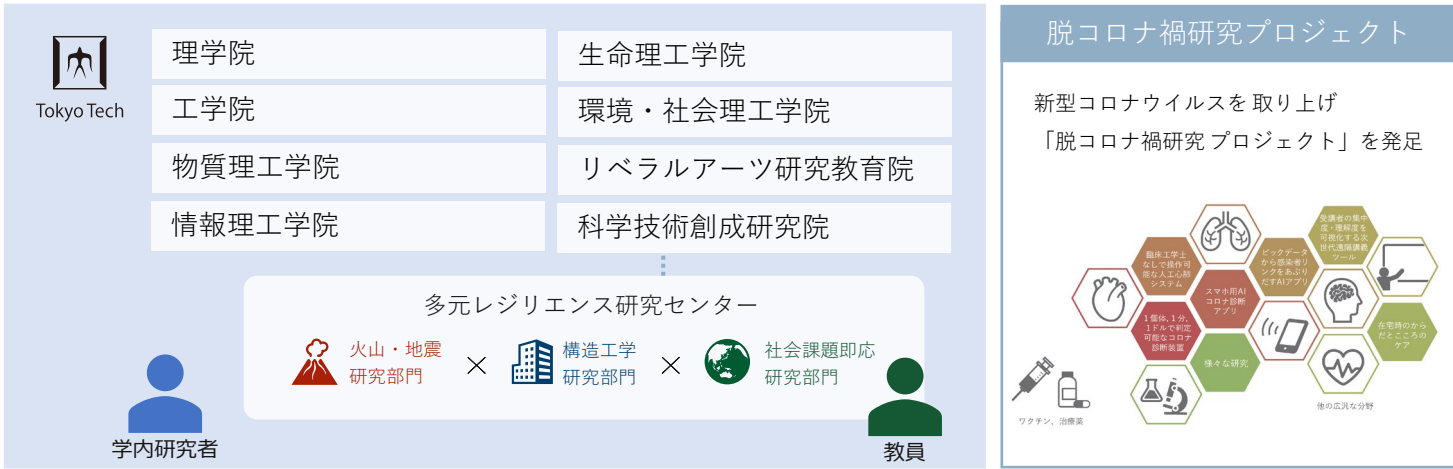 Tokyo Tech
理学院
工学院
物質理工学院
情報理工学院
生命理工学院
環境・社会理工学院
リベラルアーツ研究教育院
科学技術創成研究院
多元レジリエンス研究センター
火山・地震
研究部門
×
構造工学
研究部門
×
社会課題即応
研究部門
学内研究者
教員
脱コロナ禍研究プロジェクト
新型コロナウイルスを 取り上げ
「脱コロナ禍研究 プロジェクト」を発足
受講者の集中
度・理解度を
可視化する次
世代遠隔講義
ツール
臨床工学士
なしで操作可
能な人工心肺
システム
ビックデータ
から感染者リ
ンクをあぶり
だすAIアプリ
スマホ用AI
コロナ診断
アプリ
1個体, 1分,
1ドルで判定
可能なコロナ
診断装置
在宅時のから
だとこころの
ケア
様々な研究
ワクチン、治療薬
他の広汎な分野